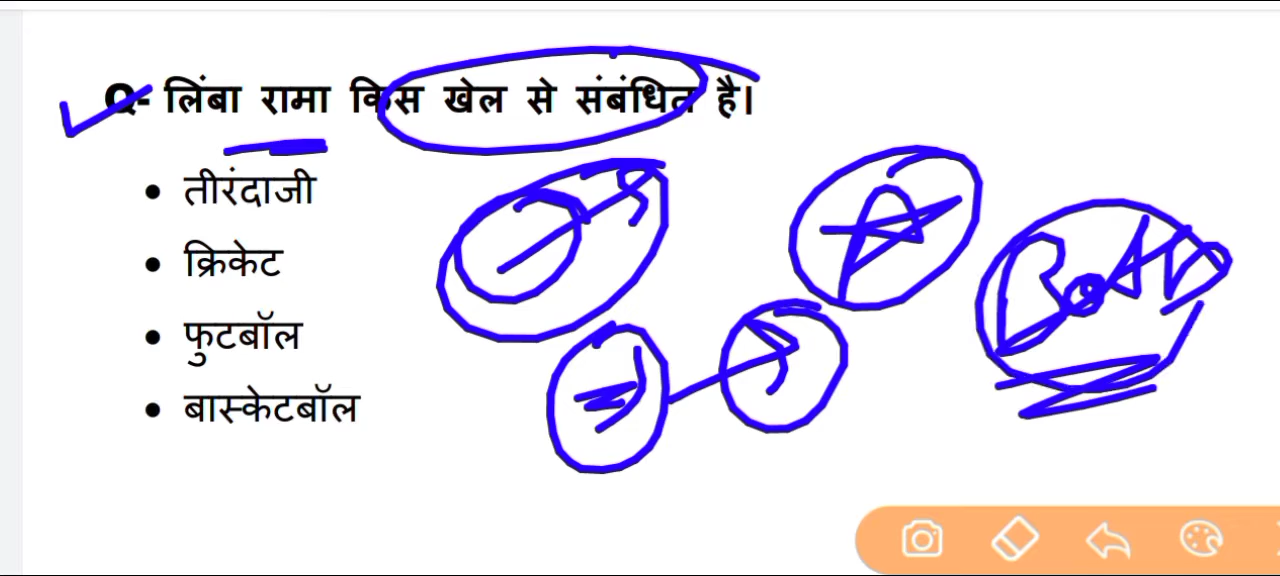 Q- लिंबा रामा किस खेल से संबंधित है।
• तीरंदाजी
• क्रिकेट
• फुटबॉल
• बास्केटबॉल